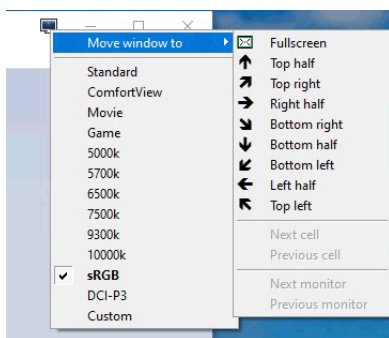 Move window to
Standard
ComfortView
Movie
Game
5000k
5700k
6500k
7500k
9300k
10000k
sRGB
DCI-P3
Custom
Fullscreen
Top half
Top right
Right half
Bottom right
Bottom half
Bottom left
Left half
Top left
Next cell
Previous cell
Next monitor
Previous monitor